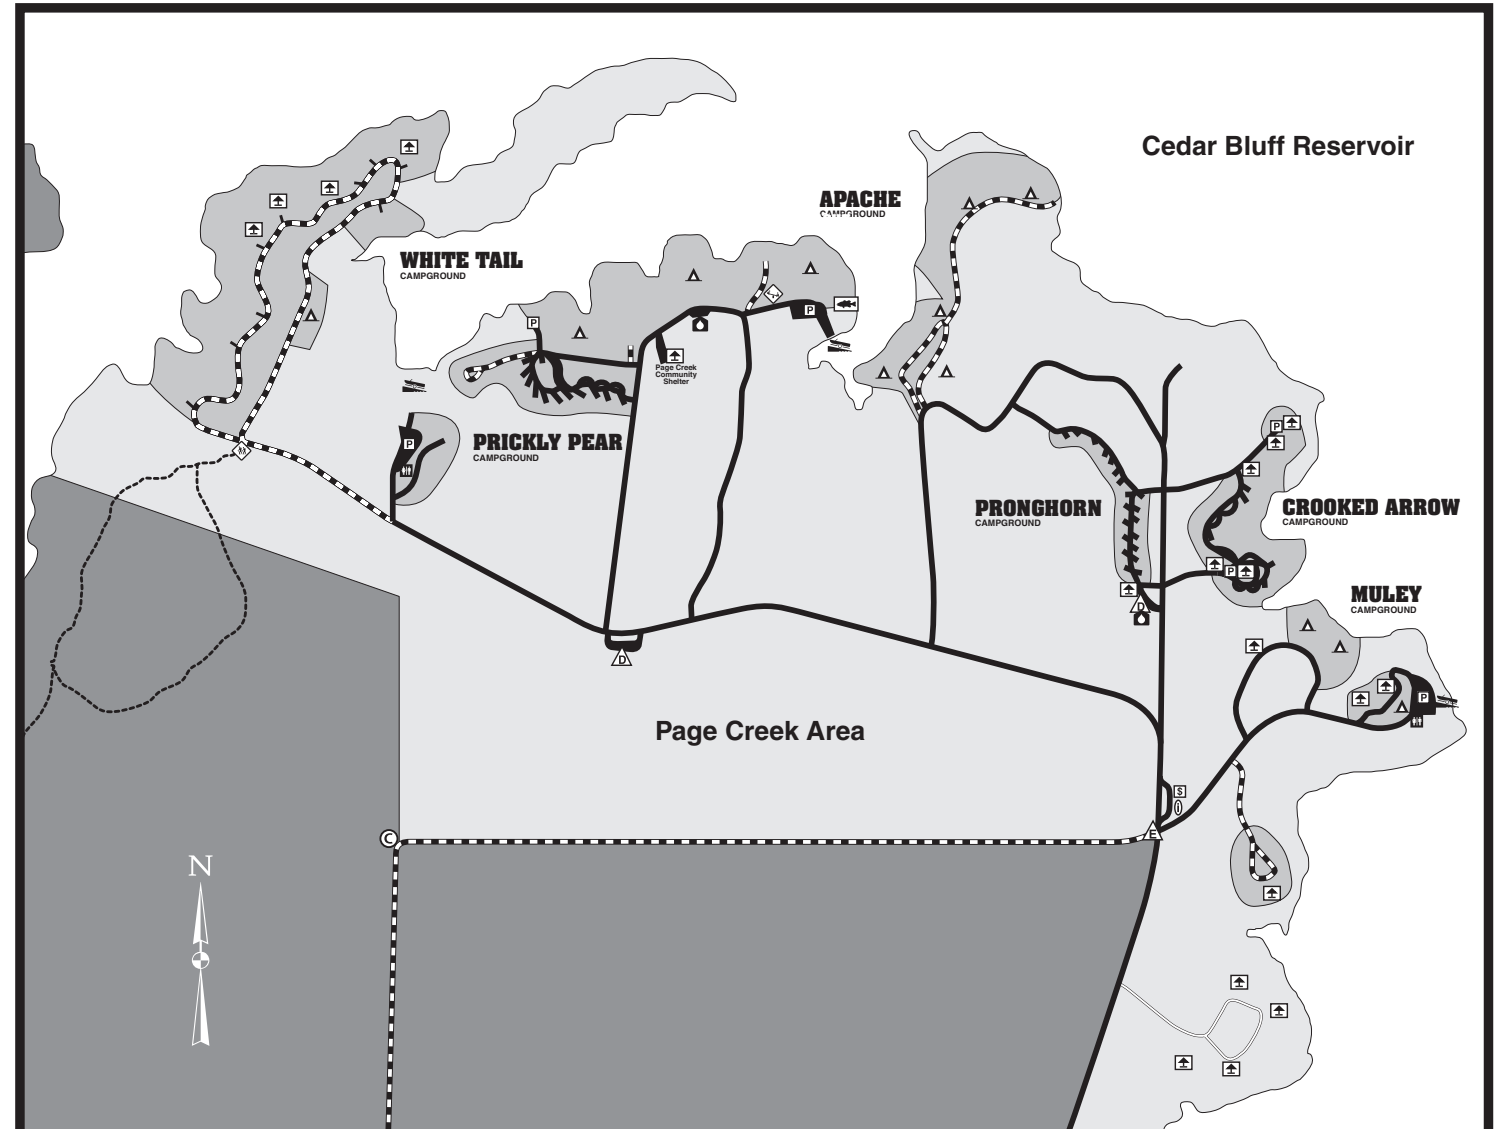 Cedar Bluff Reservoir
APACHE
CAMPGROUND
WHITE TAIL
CAMPGROUND
P
P
Page Creek
Community
Shelter
PRICKLY PEAR
CAMPGROUND
P
P
PRONGHORN
CAMPGROUND
CROOKED ARROW
CAMPGROUND
P
D
MULEY
CAMPGROUND
D
P
Page Creek Area
$
i
E
C
N